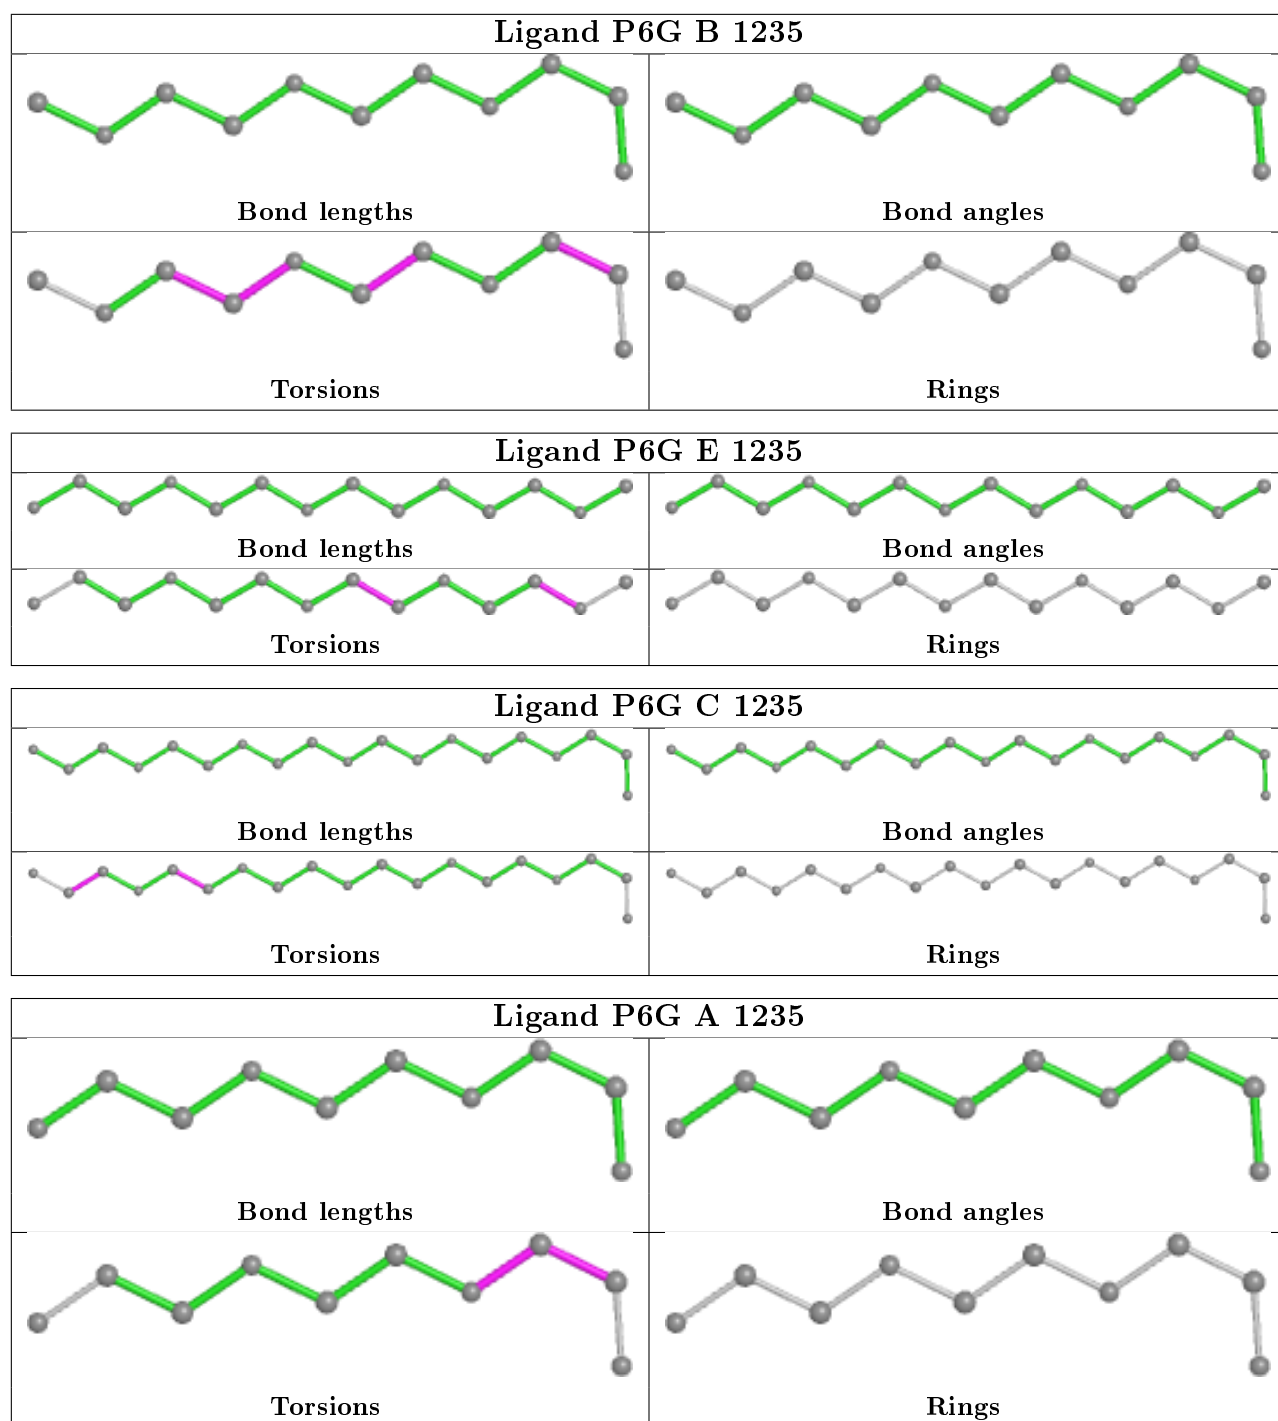 Ligand P6G B 1235
Bond lengths
Bond angles
Torsions
Rings
Ligand P6G E 1235
Bond lengths
Bond angles
Torsions
Rings
Ligand P6G C 1235
Bond lengths
Bond angles
Torsions
Rings
Ligand P6G A 1235
Bond lengths
Bond angles
Torsions
Rings